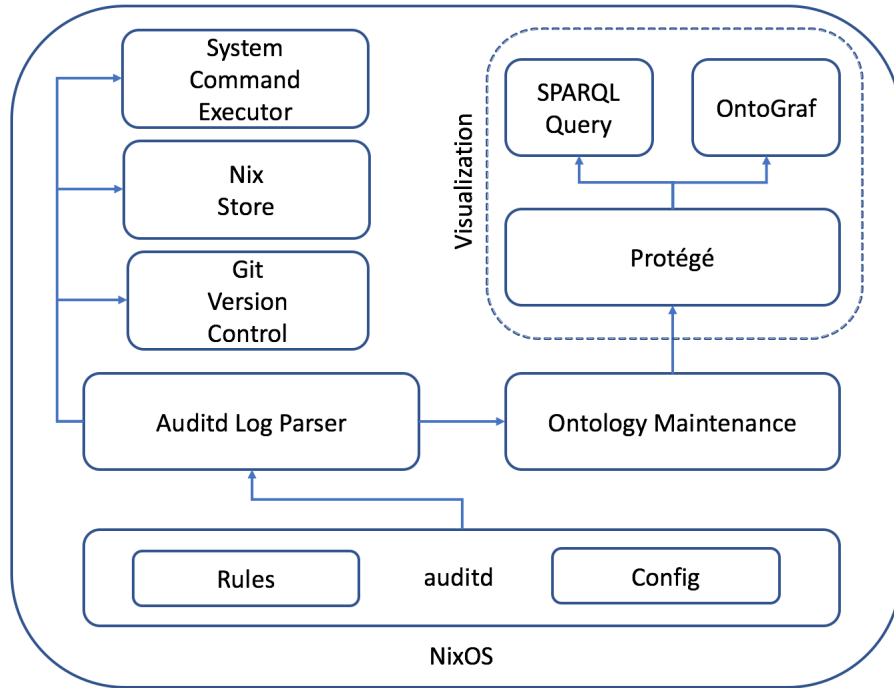 System
Command
Executor
Nix
Store
Git
Version
Control
Visualization
SPARQL
Query
OntoGraf
Protégé
Auditd Log Parser
Ontology Maintenance
Rules
auditd
Config
NixOS